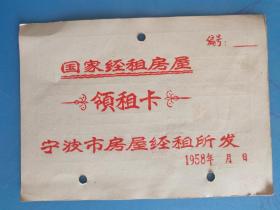 编号：
国家经租房屋
領租卡
宁波市房屋经租所发
1958年 月 日